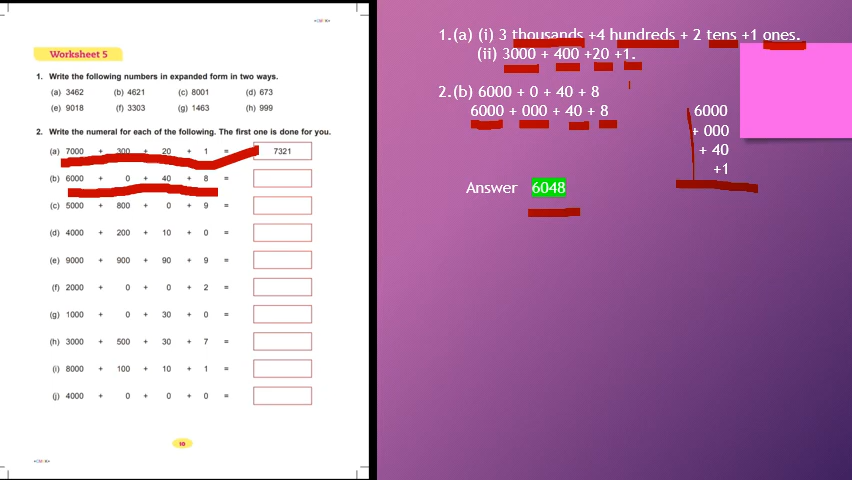 Worksheet 5
1. Write the following numbers in expanded form in two ways.
(a) 3462 (b) 4621 (c) 8001 (d) 673
(e) 9018 (f) 3303 (g) 1463 (h) 999
2. Write the numeral for each of the following. The first one is done for you.
(a) 7000 + 300 + 20 + 1 = 7321
(b) 6000 + 0 + 40 + 8 =
(c) 5000 + 800 + 0 + 9 =
(d) 4000 + 200 + 10 + 0 =
(e) 9000 + 900 + 90 + 9 =
(f) 2000 + 0 + 0 + 2 =
(g) 1000 + 0 + 30 + 0 =
(h) 3000 + 500 + 30 + 7 =
(i) 8000 + 100 + 10 + 1 =
(j) 4000 + 0 + 0 + 0 =
10
1.(a) (i) 3 thousands +4 hundreds + 2 tens +1 ones.
(ii) 3000 + 400 +20 +1.
2.(b) 6000 + 0 + 40 + 8
6000 + 000 + 40 + 8
6000
+ 000
+ 40
+1
Answer 6048